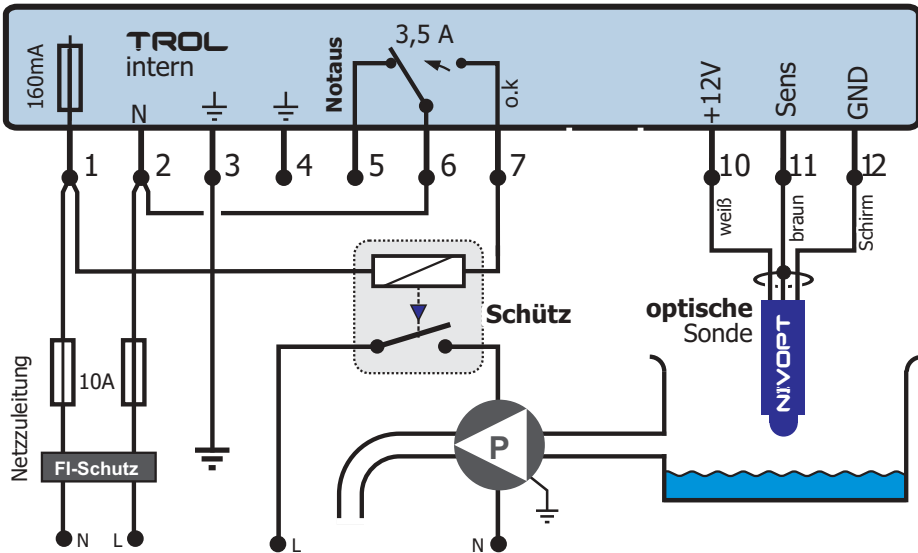 TROL
intern
160mA
N
Notaus
3,5 A
o.k
+12V
Sens
GND
1
2
3
4
5
6
7
10
11
12
weiß
braun
Schirm
Schütz
optische
Sonde
NIVOPT
Netzzuleitung
10A
FI-Schutz
P
N
L
L
N